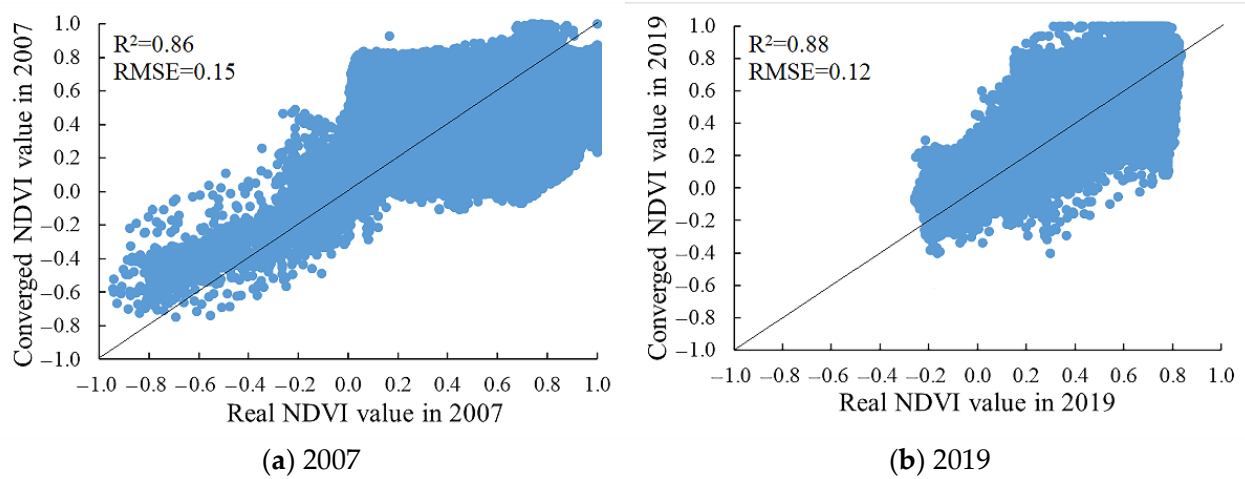 R²=0.86
RMSE=0.15
Converged NDVI value in 2007
1.0
0.8
0.6
0.4
0.2
0.0
−0.2
−0.4
−0.6
−0.8
−1.0
−1.0 −0.8 −0.6 −0.4 −0.2 0.0 0.2 0.4 0.6 0.8 1.0
Real NDVI value in 2007
(a) 2007
R²=0.88
RMSE=0.12
Converged NDVI value in 2019
1.0
0.8
0.6
0.4
0.2
0.0
−0.2
−0.4
−0.6
−0.8
−1.0
−1.0 −0.8 −0.6 −0.4 −0.2 0.0 0.2 0.4 0.6 0.8 1.0
Real NDVI value in 2019
(b) 2019